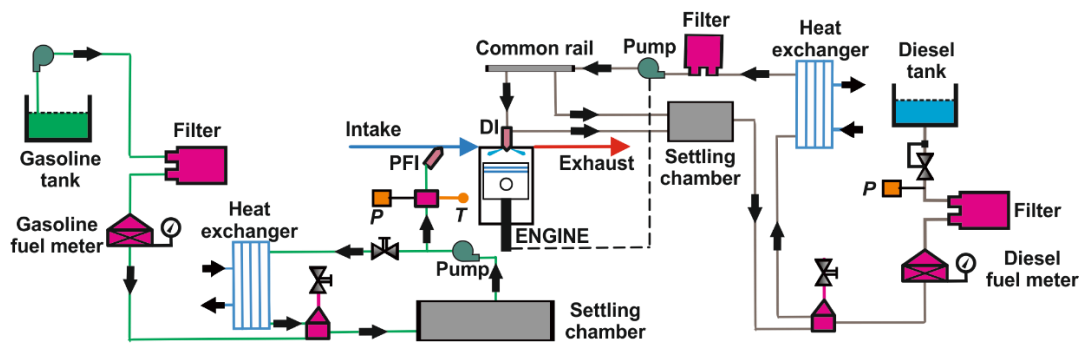 Gasoline
tank
Filter
Gasoline
fuel meter
Heat
exchanger
Intake
PFI
P
T
Pump
Settling
chamber
Common rail
DI
ENGINE
Exhaust
Pump
Filter
Settling
chamber
Heat
exchanger
Diesel
tank
P
Filter
Diesel
fuel meter